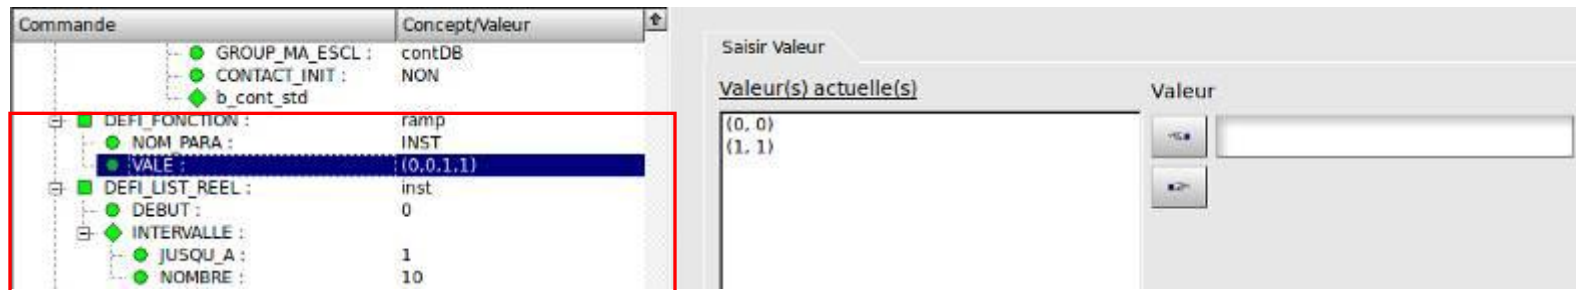 Commande Concept/Valeur
GROUP_MA_ESCL : contDB
CONTACT_INIT : NON
b_cont_std
DEFI_FONCTION : ramp
NOM_PARA : INST
VALE : (0,0,1,1)
DEFI_LIST_REEL : inst
DEBUT : 0
INTERVALLE :
JUSQU_A : 1
NOMBRE : 10
Saisir Valeur
Valeur(s) actuelle(s) Valeur
(0, 0)
(1, 1)